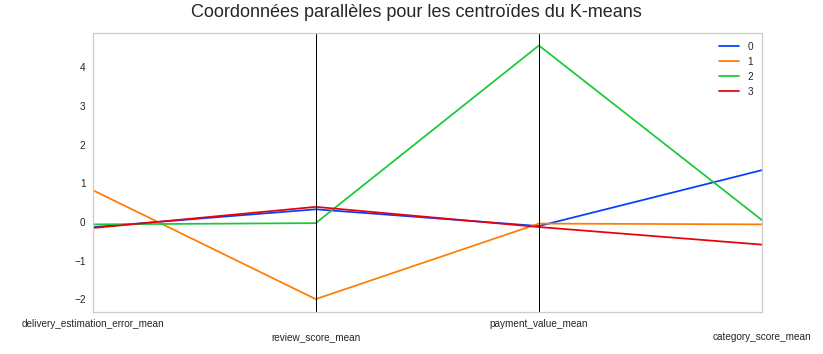 Coordonnées parallèles pour les centroïdes du K-means
0
1
2
3
4
3
2
1
0
−1
−2
delivery_estimation_error_mean
review_score_mean
payment_value_mean
category_score_mean